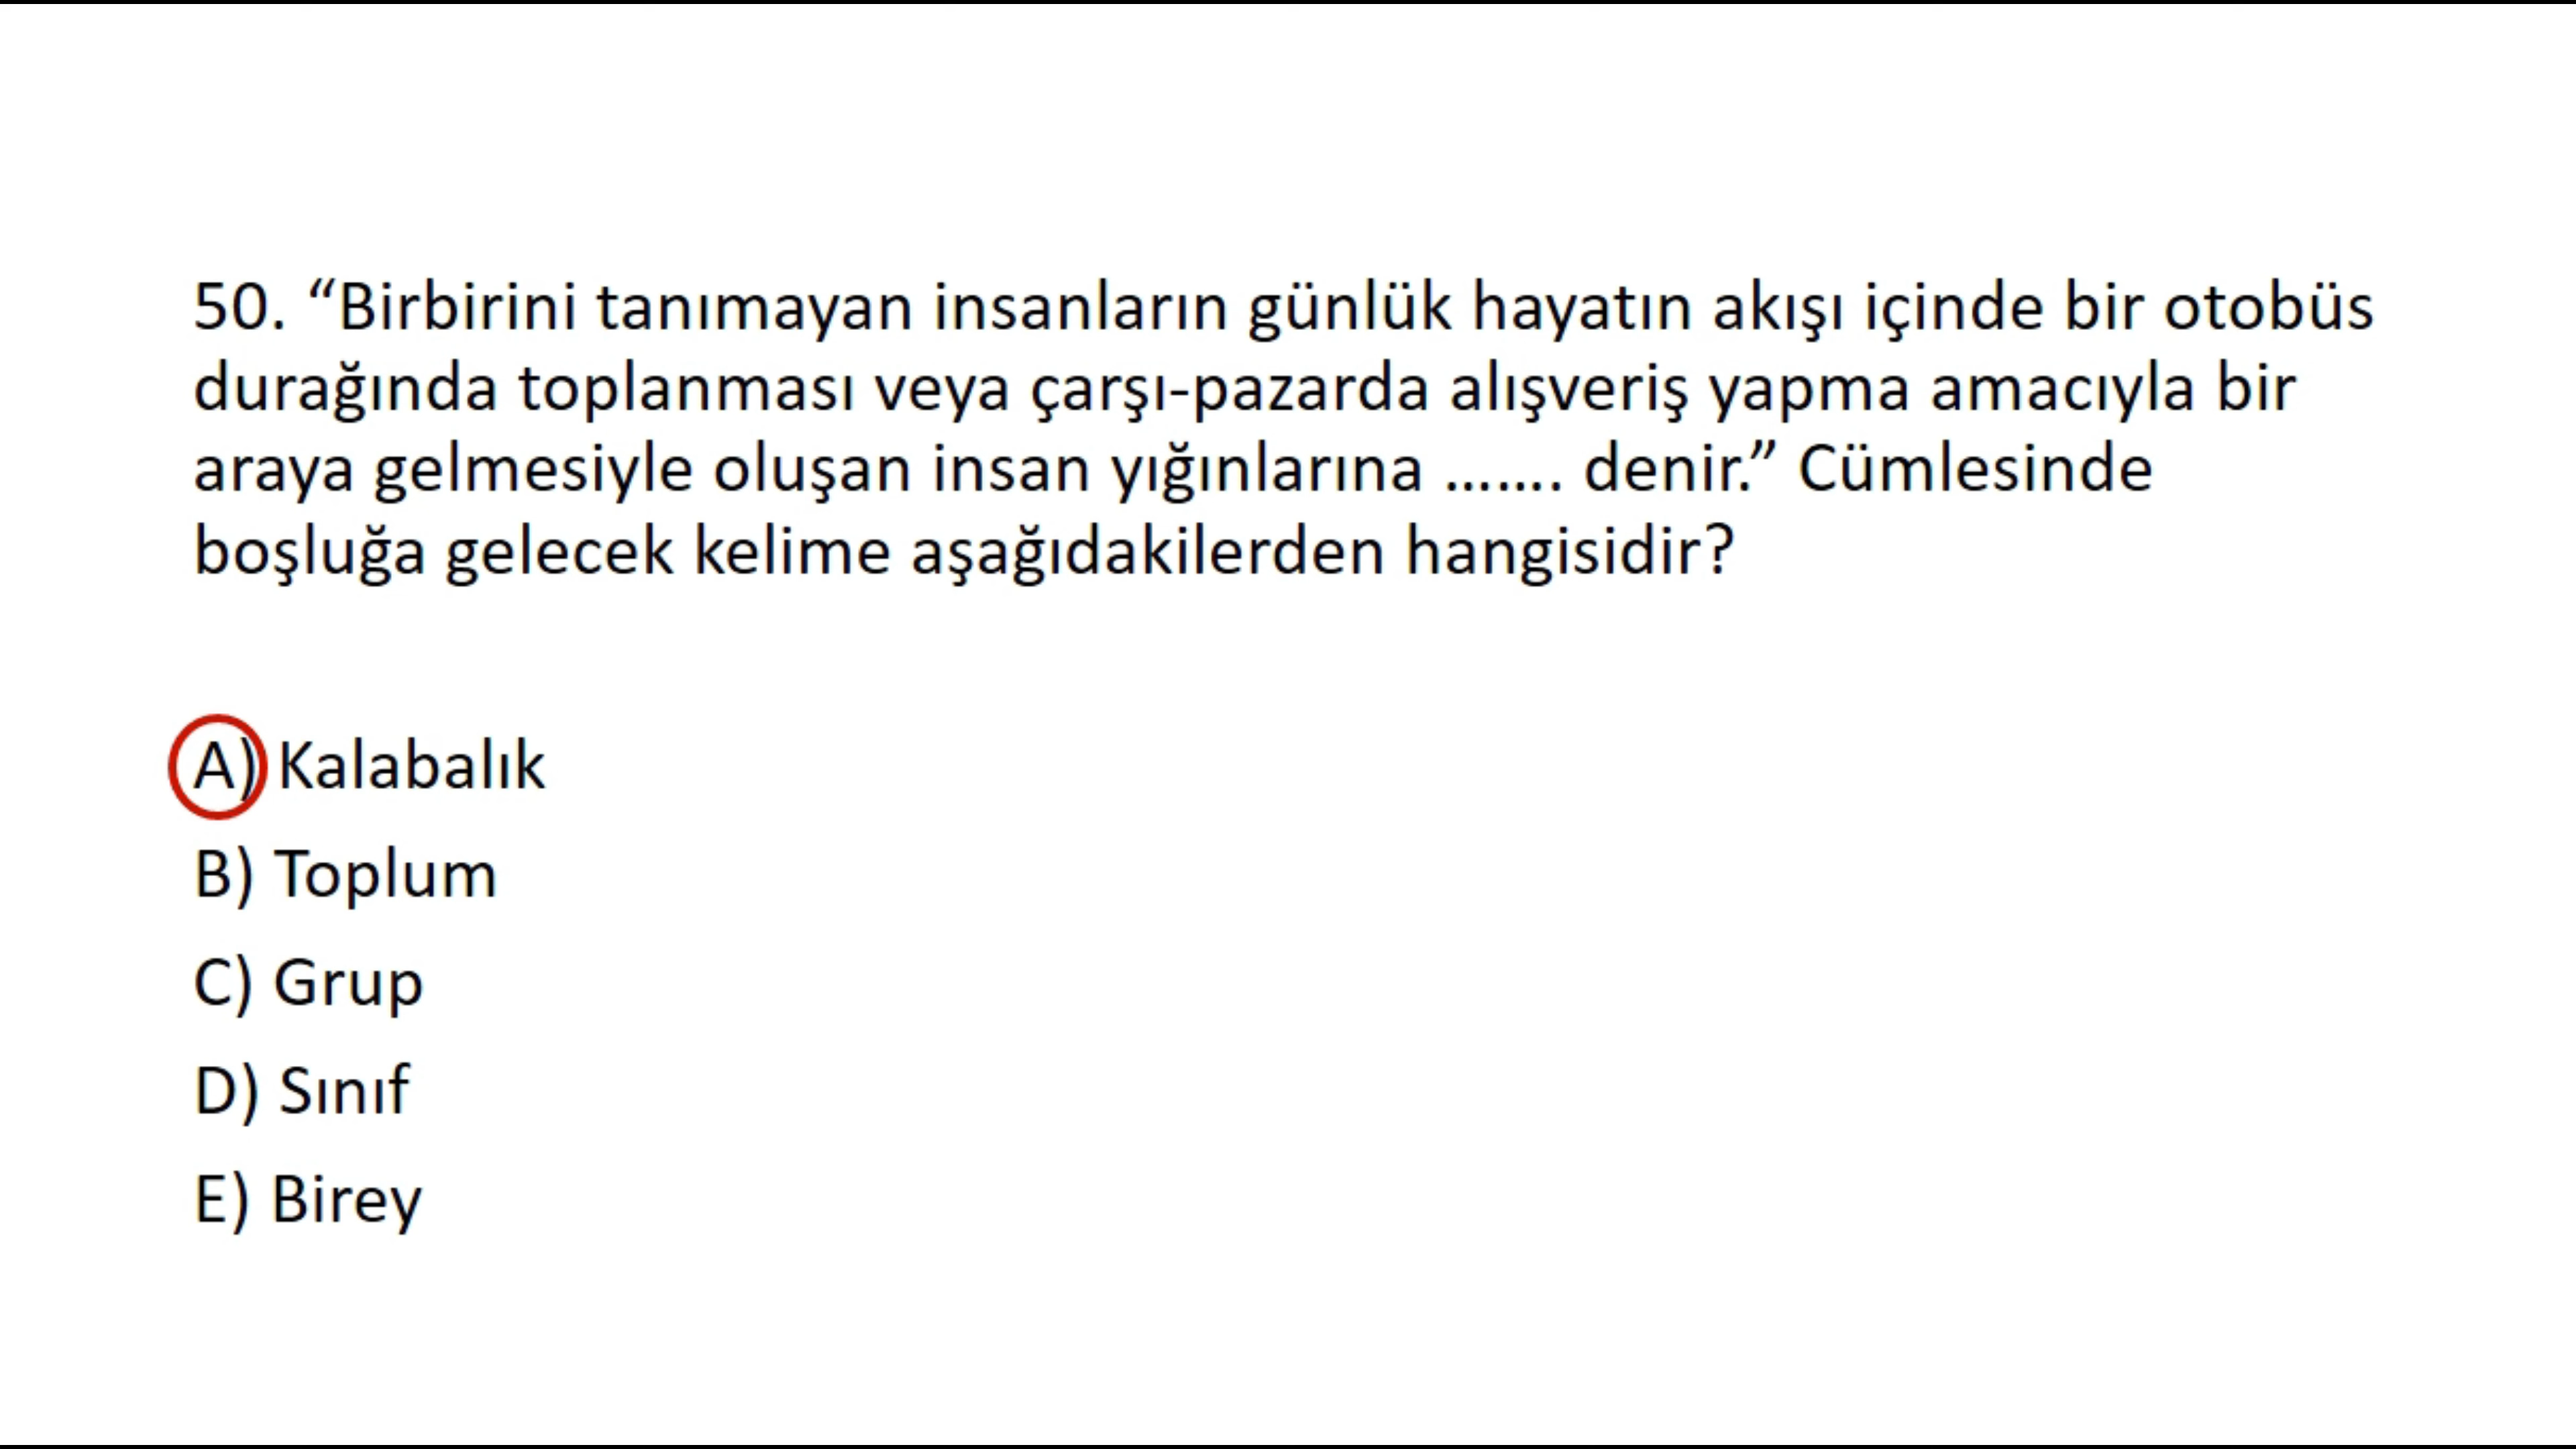 50. “Birbirini tanımayan insanların günlük hayatın akışı içinde bir otobüs
durağında toplanması veya çarşı-pazarda alışveriş yapma amacıyla bir
araya gelmesiyle oluşan insan yığınlarına ....... denir.” Cümlesinde
boşluğa gelecek kelime aşağıdakilerden hangisidir?
A) Kalabalık
B) Toplum
C) Grup
D) Sınıf
E) Birey